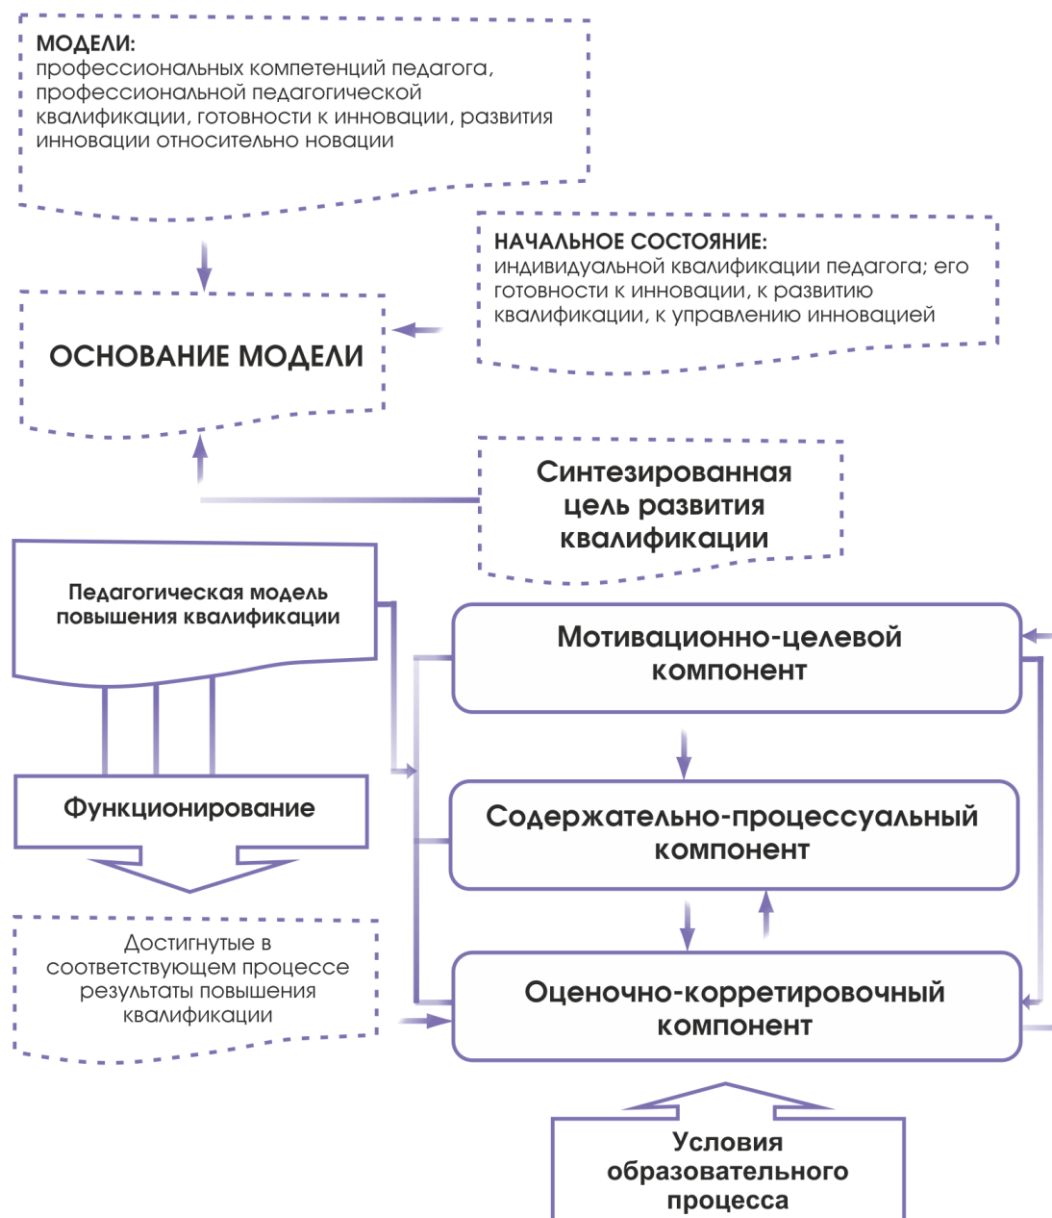 МОДЕЛИ:
профессиональных компетенций педагога,
профессиональной педагогической
квалификации, готовности к инновации, развития
инновации относительно новации
НАЧАЛЬНОЕ СОСТОЯНИЕ:
индивидуальной квалификации педагога; его
готовности к инновации, к развитию
квалификации, к управлению инновацией
ОСНОВАНИЕ МОДЕЛИ
Синтезированная
цель развития
квалификации
Педагогическая модель
повышения квалификации
Мотивационно-целевой
компонент
Функционирование
Содержательно-процессуальный
компонент
Достигнутые в
соответствующем процессе
результаты повышения
квалификации
Оценочно-корретировочный
компонент
Условия
образовательного
процесса